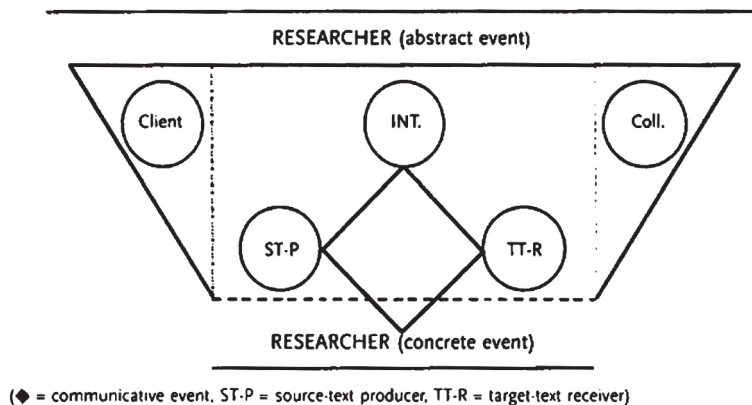 RESEARCHER (abstract event)
Client
INT.
Coll.
ST-P
TT-R
RESEARCHER (concrete event)
(◆ = communicative event, ST-P = source-text producer, TT-R = target-text receiver)